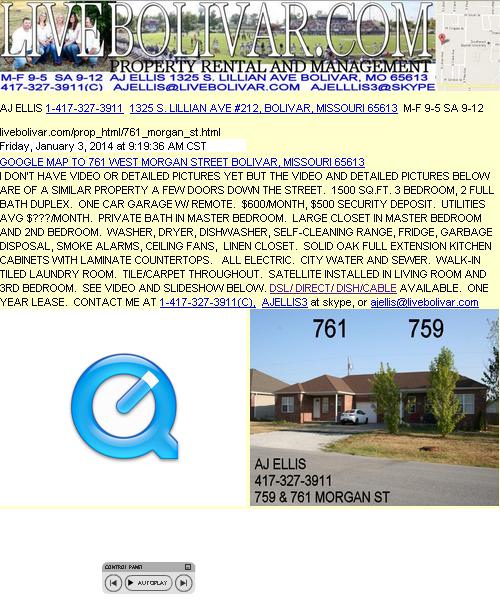 LIVEBOLIVAR.COM
PROPERTY RENTAL AND MANAGEMENT
M-F 9-5 SA 9-12 AJ ELLIS 1325 S. LILLIAN AVE BOLIVAR, MO 65613
417-327-3911(C) AJELLIS@LIVEBOLIVAR.COM AJELLLIS3@SKYPE
AJ ELLIS 1-417-327-3911 1325 S. LILLIAN AVE #212, BOLIVAR, MISSOURI 65613 M-F 9-5 SA 9-12
livebolivar.com/prop_html/761_morgan_st.html
Friday, January 3, 2014 at 9:19:36 AM CST
GOOGLE MAP TO 761 WEST MORGAN STREET BOLIVAR, MISSOURI 65613
I DON'T HAVE VIDEO OR DETAILED PICTURES YET BUT THE VIDEO AND DETAILED PICTURES BELOW
ARE OF A SIMILAR PROPERTY A FEW DOORS DOWN THE STREET. 1500 SQ.FT. 3 BEDROOM, 2 FULL
BATH DUPLEX. ONE CAR GARAGE W/ REMOTE. $600/MONTH, $500 SECURITY DEPOSIT. UTILITIES
AVG $???/MONTH. PRIVATE BATH IN MASTER BEDROOM. LARGE CLOSET IN MASTER BEDROOM
AND 2ND BEDROOM. WASHER, DRYER, DISHWASHER, SELF-CLEANING RANGE, FRIDGE, GARBAGE
DISPOSAL, SMOKE ALARMS, CEILING FANS, LINEN CLOSET. SOLID OAK FULL EXTENSION KITCHEN
CABINETS WITH LAMINATE COUNTERTOPS. ALL ELECTRIC. CITY WATER AND SEWER. WALK-IN
TILED LAUNDRY ROOM. TILE/CARPET THROUGHOUT. SATELLITE INSTALLED IN LIVING ROOM AND
3RD BEDROOM. SEE VIDEO AND SLIDESHOW BELOW. DSL/ DIRECT/ DISH/CABLE AVAILABLE. ONE
YEAR LEASE. CONTACT ME AT 1-417-327-3911(C), AJELLIS3 at skype, or ajellis@livebolivar.com
761 759
AJ ELLIS
417-327-3911
759 & 761 MORGAN ST
CONTROL PANEL
AUTOPLAY